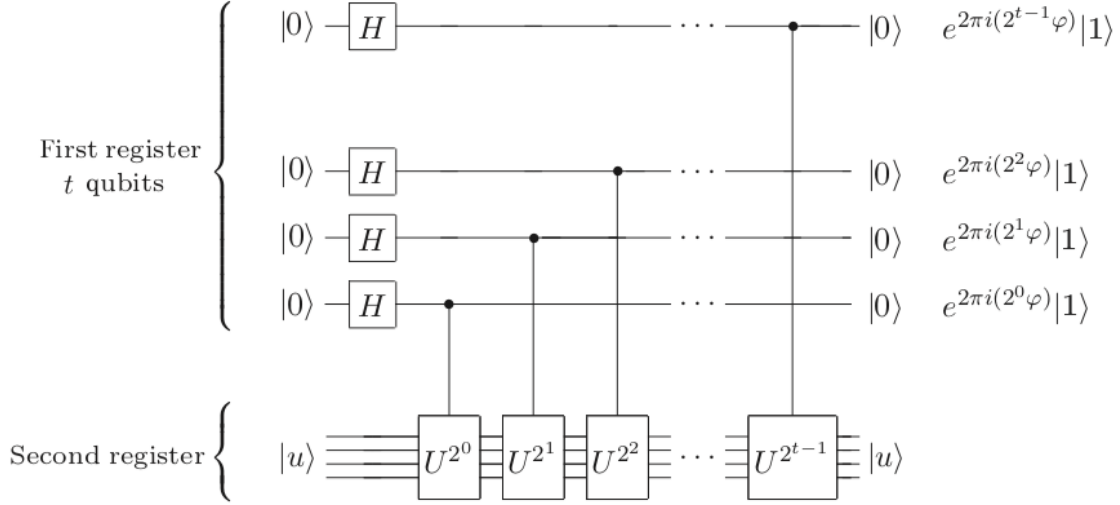 |0⟩ H · · · |0⟩ e^{2πi(2^{t−1}φ)}|1⟩
First register
t qubits
|0⟩ H · · · |0⟩ e^{2πi(2^2φ)}|1⟩
|0⟩ H · · · |0⟩ e^{2πi(2^1φ)}|1⟩
|0⟩ H · · · |0⟩ e^{2πi(2^0φ)}|1⟩
Second register |u⟩ U^{2^0} U^{2^1} U^{2^2} · · · U^{2^{t−1}} |u⟩